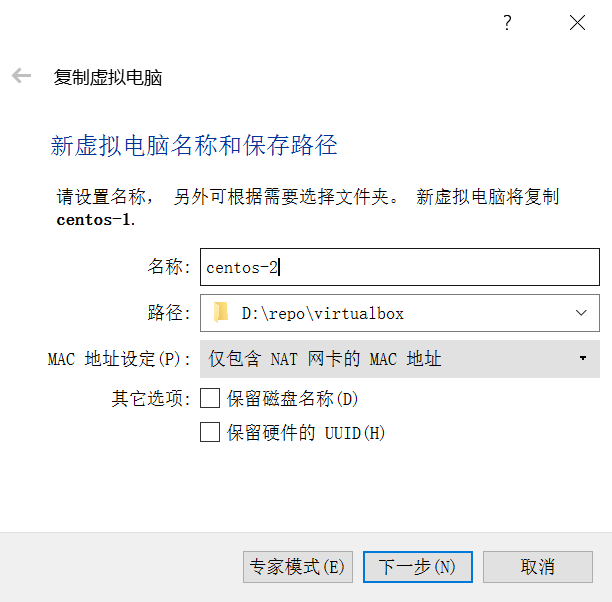 ?
复制虚拟电脑
新虚拟电脑名称和保存路径
请设置名称， 另外可根据需要选择文件夹。 新虚拟电脑将复制
centos-1.
名称: centos-2
路径: D:\repo\virtualbox
MAC 地址设定(P): 仅包含 NAT 网卡的 MAC 地址
其它选项: 保留磁盘名称(D)
保留硬件的 UUID(H)
专家模式(E) 下一步(N) 取消